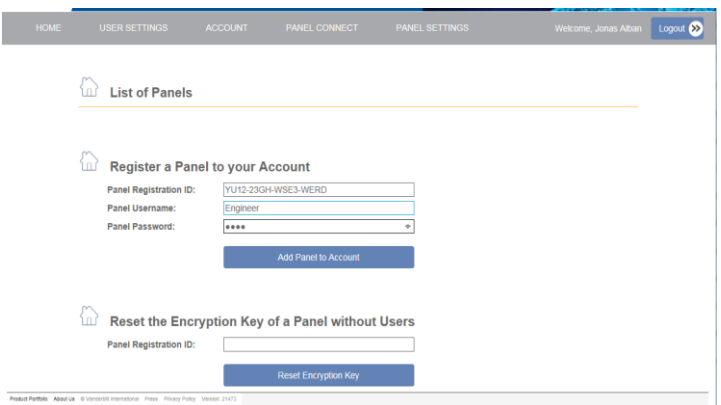 HOME USER SETTINGS ACCOUNT PANEL CONNECT PANEL SETTINGS Welcome, Jonas Alban Logout
List of Panels
Register a Panel to your Account
Panel Registration ID: YU12-23GH-WSE3-WERD
Panel Username: Engineer
Panel Password: ••••
Add Panel to Account
Reset the Encryption Key of a Panel without Users
Panel Registration ID:
Reset Encryption Key
Product Portfolio About Us © Vanderbilt International Press Privacy Policy Version: 21473